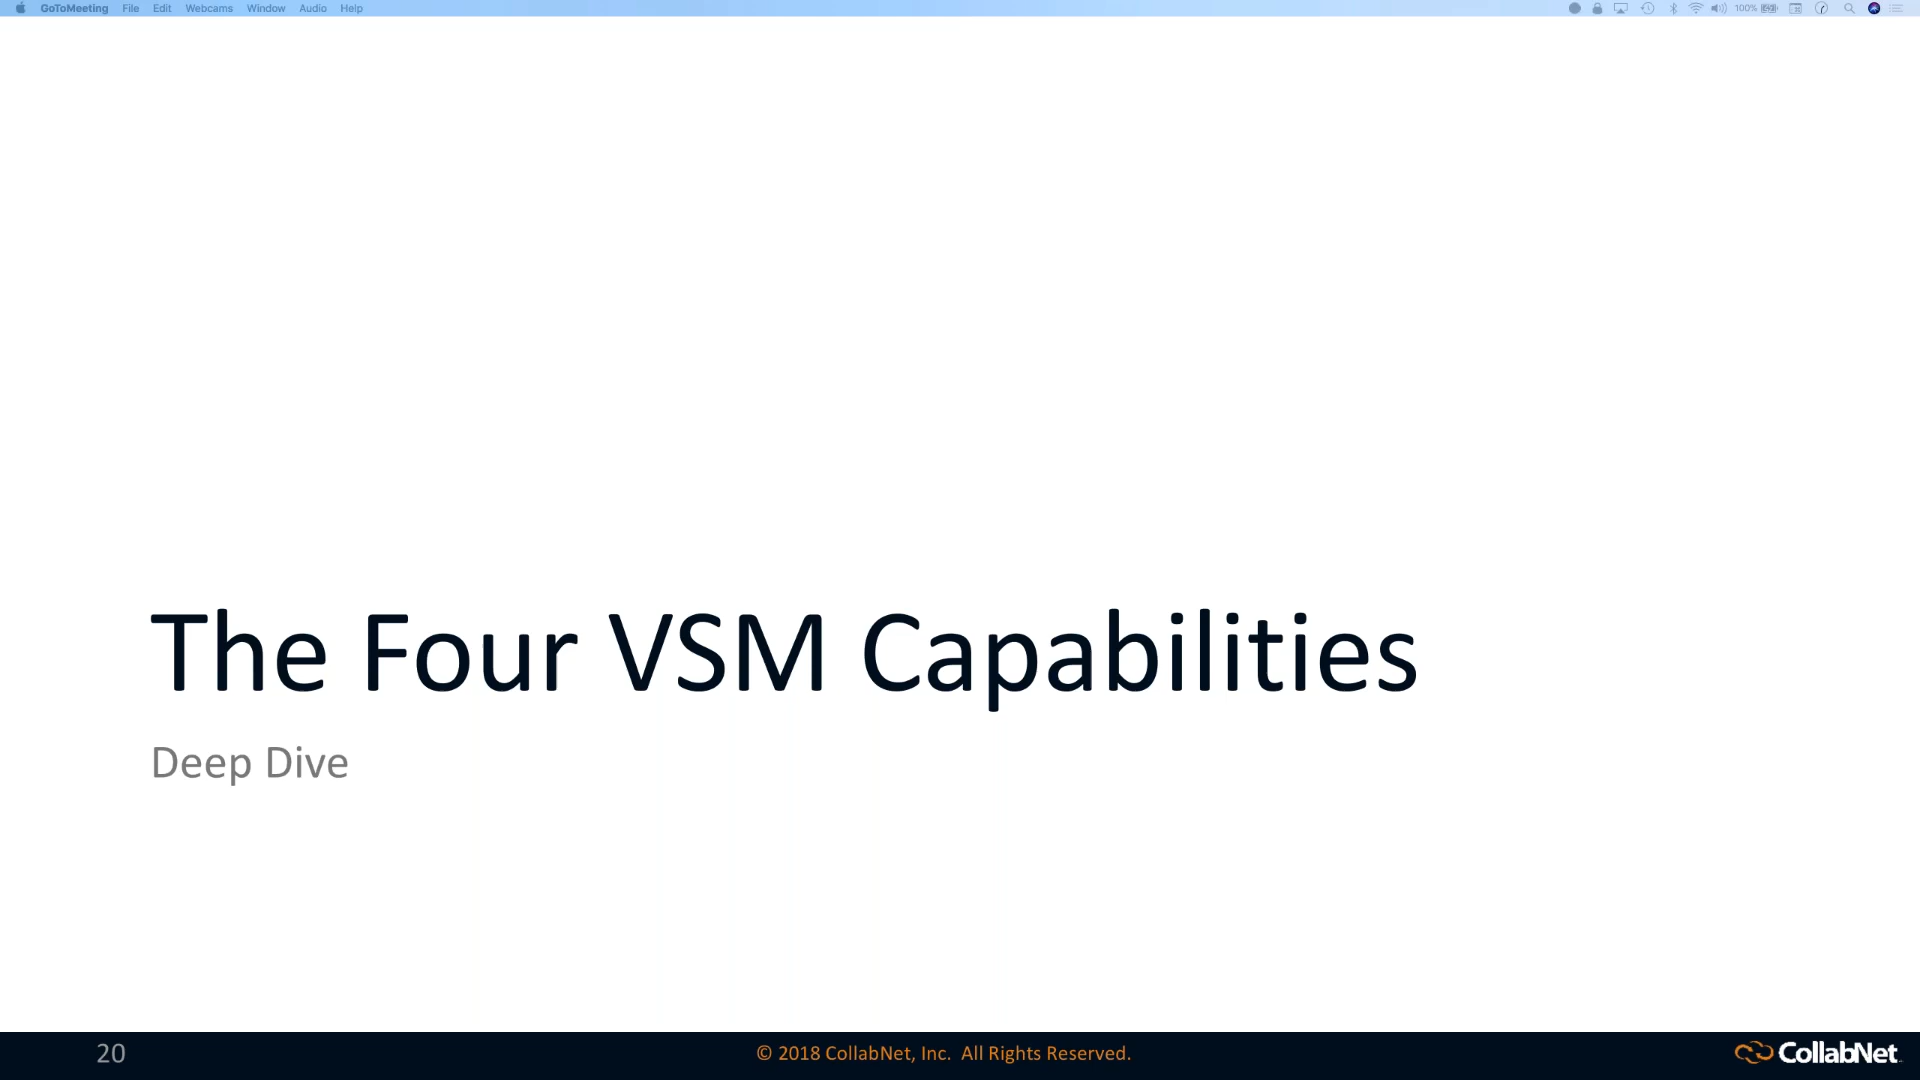 GoToMeeting File Edit Webcams Window Audio Help 100%
The Four VSM Capabilities
Deep Dive
20 © 2018 CollabNet, Inc. All Rights Reserved. CollabNet